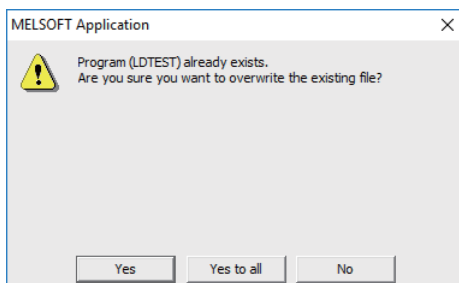 MELSOFT Application
Program (LDTEST) already exists.
Are you sure you want to overwrite the existing file?
Yes
Yes to all
No